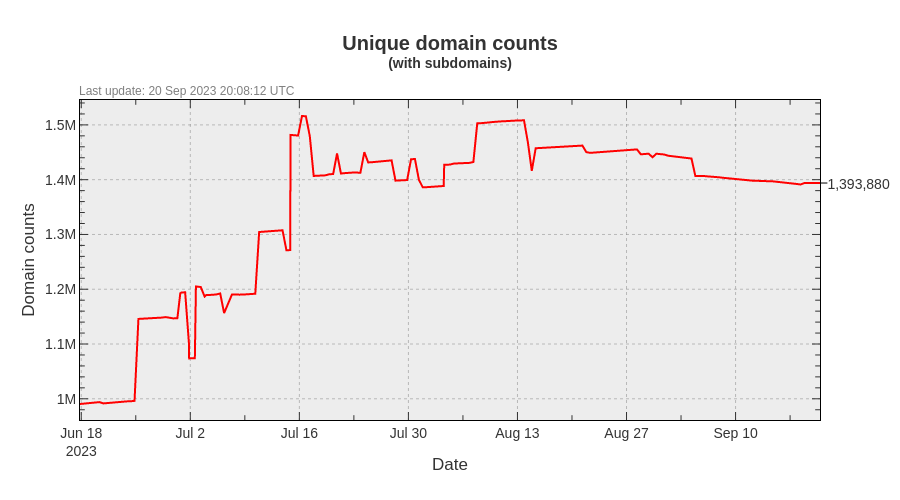 Unique domain counts
(with subdomains)
Last update: 20 Sep 2023 20:08:12 UTC
1.5M
1.4M
1,393,880
1.3M
1.2M
1.1M
1M
Domain counts
Jun 18 Jul 2 Jul 16 Jul 30 Aug 13 Aug 27 Sep 10
2023
Date